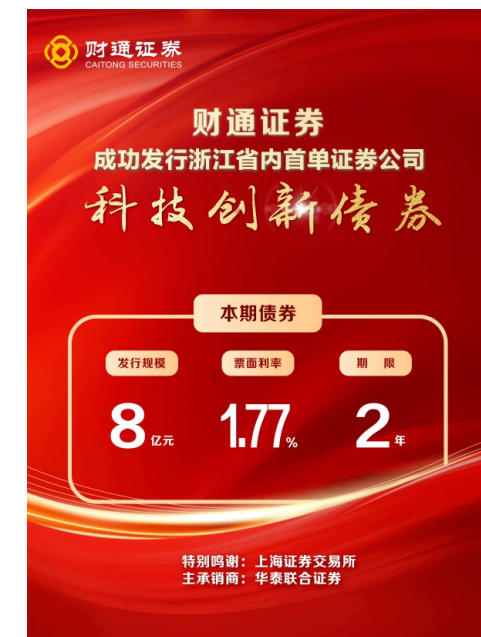 财通证券
CAITONG SECURITIES
财通证券
成功发行浙江省内首单证券公司
科技创新债券
本期债券
发行规模 票面利率 期 限
8亿元 1.77% 2年
特别鸣谢：上海证券交易所
主承销商：华泰联合证券